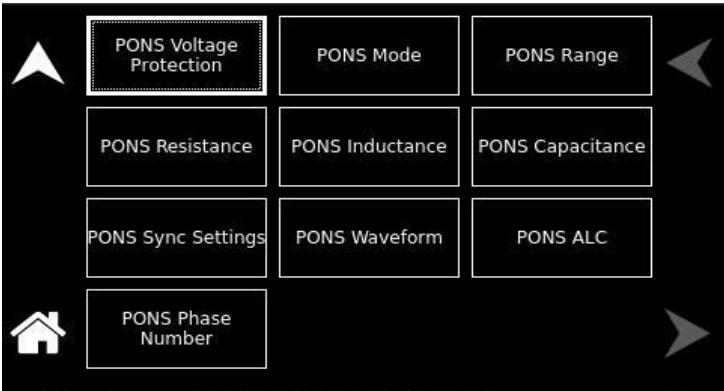 PONS Voltage
Protection
PONS Mode
PONS Range
PONS Resistance
PONS Inductance
PONS Capacitance
PONS Sync Settings
PONS Waveform
PONS ALC
PONS Phase
Number